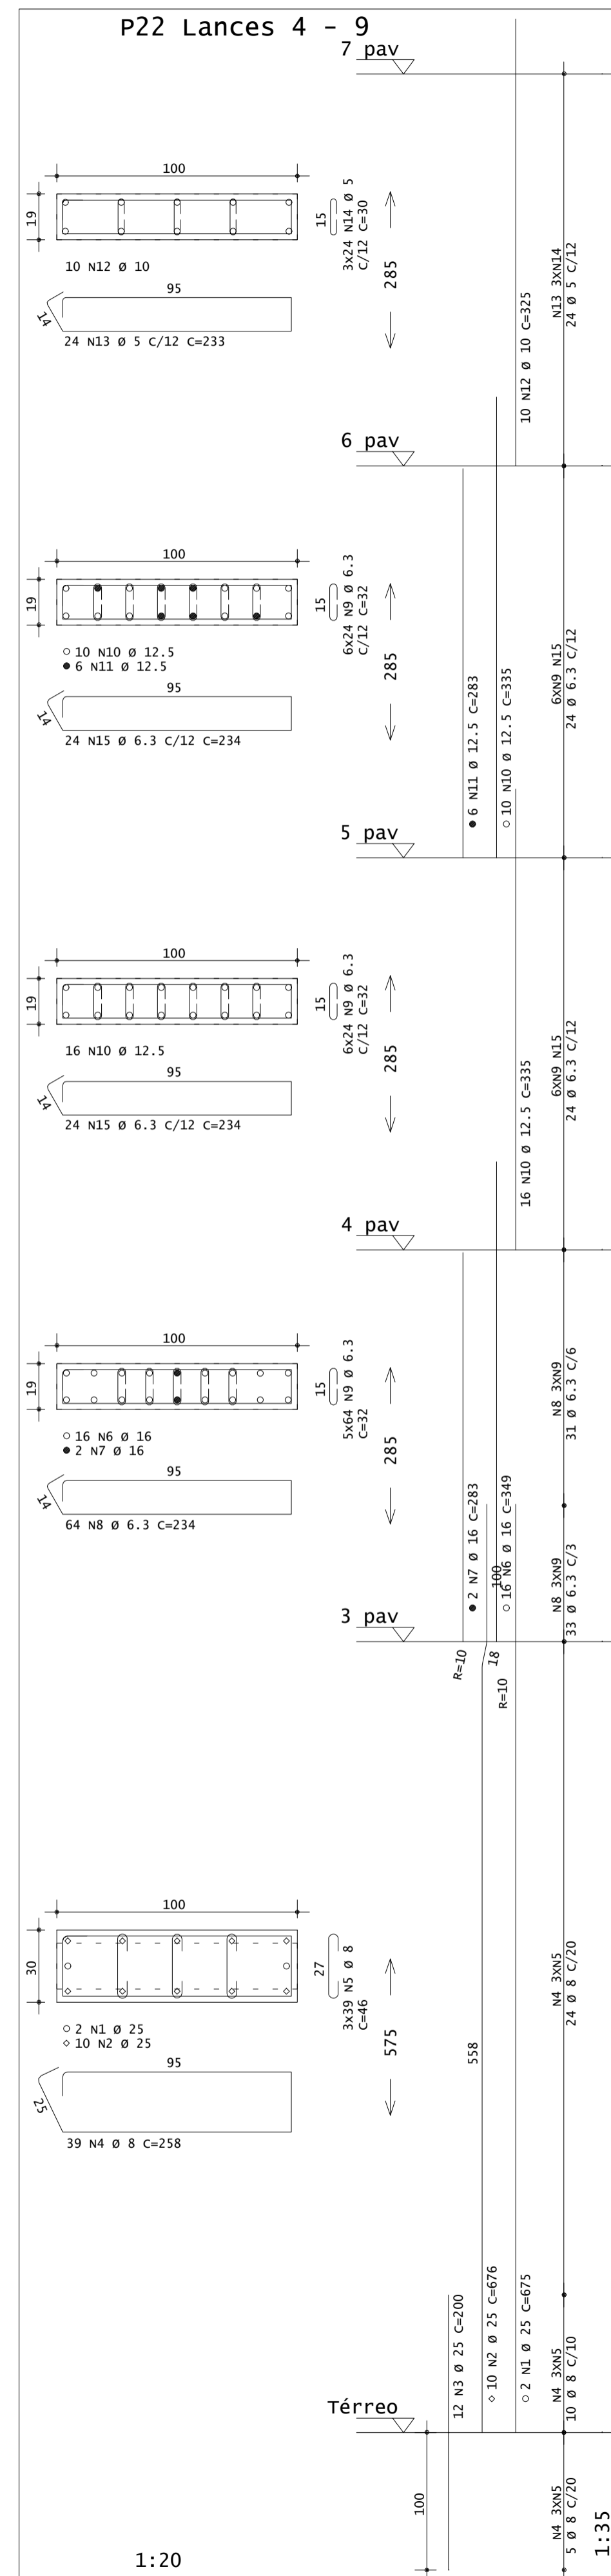 P22 Lances 4 - 9
7 pav
100
19
15
3x24 N14 Ø 5
C/12 C=30
285
10 N12 Ø 10
95
14
24 N13 Ø 5 C/12 C=233
10 N12 Ø 10 C=325
N13 3XN14
24 Ø 5 C/12
6 pav
100
19
15
6x24 N9 Ø 6.3
C/12 C=32
285
10 N10 Ø 12.5
6 N11 Ø 12.5
95
14
24 N15 Ø 6.3 C/12 C=234
6 N11 Ø 12.5 C=283
10 N10 Ø 12.5 C=335
6XN9 N15
24 Ø 6.3 C/12
5 pav
100
19
15
6x24 N9 Ø 6.3
C/12 C=32
285
16 N10 Ø 12.5
95
14
24 N15 Ø 6.3 C/12 C=234
16 N10 Ø 12.5 C=335
6XN9 N15
24 Ø 6.3 C/12
4 pav
100
19
15
5x64 N9 Ø 6.3
C=32
285
16 N6 Ø 16
2 N7 Ø 16
95
14
64 N8 Ø 6.3 C=234
2 N7 Ø 16 C=283
100
16 N6 Ø 16 C=349
N8 3XN9
31 Ø 6.3 C/6
N8 3XN9
33 Ø 6.3 C/3
3 pav
R=10
18
R=10
100
30
27
3x39 N5 Ø 8
C=46
575
2 N1 Ø 25
10 N2 Ø 25
95
25
39 N4 Ø 8 C=258
558
N4 3XN5
24 Ø 8 C/20
12 N3 Ø 25 C=200
10 N2 Ø 25 C=676
2 N1 Ø 25 C=675
N4 3XN5
10 Ø 8 C/10
Térreo
100
N4 3XN5
5 Ø 8 C/20
1:35
1:20